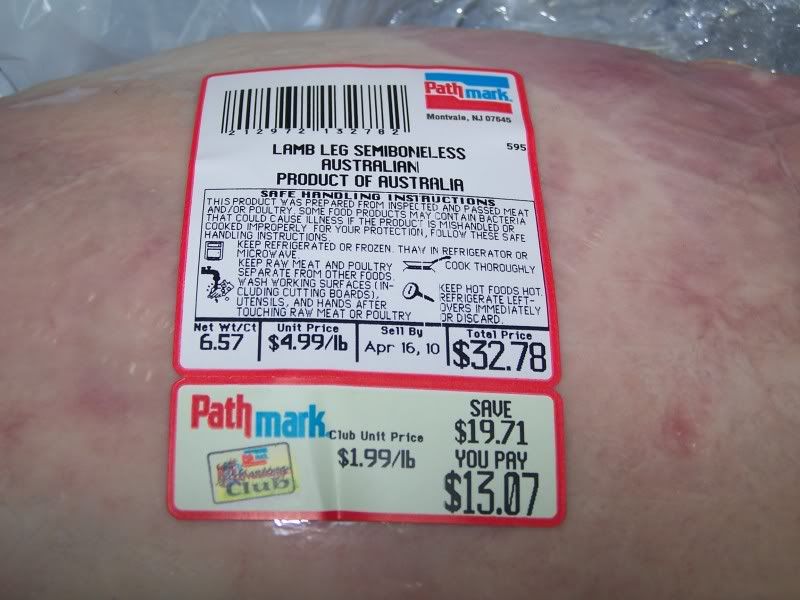 Pathmark
Montvale, NJ 07645
2 12972 13278 2
595
LAMB LEG SEMIBONELESS
AUSTRALIAN
PRODUCT OF AUSTRALIA
SAFE HANDLING INSTRUCTIONS
THIS PRODUCT WAS PREPARED FROM INSPECTED AND PASSED MEAT
AND/OR POULTRY. SOME FOOD PRODUCTS MAY CONTAIN BACTERIA
THAT COULD CAUSE ILLNESS IF THE PRODUCT IS MISHANDLED OR
COOKED IMPROPERLY. FOR YOUR PROTECTION, FOLLOW THESE SAFE
HANDLING INSTRUCTIONS.
KEEP REFRIGERATED OR FROZEN. THAW IN REFRIGERATOR OR
MICROWAVE.
KEEP RAW MEAT AND POULTRY
SEPARATE FROM OTHER FOODS.
WASH WORKING SURFACES (IN-
CLUDING CUTTING BOARDS),
UTENSILS, AND HANDS AFTER
TOUCHING RAW MEAT OR POULTRY
COOK THOROUGHLY
KEEP HOT FOODS HOT.
REFRIGERATE LEFT-
OVERS IMMEDIATELY
OR DISCARD.
Net Wt/Ct
6.57
Unit Price
$4.99/lb
Sell By
Apr 16, 10
Total Price
$32.78
Pathmark
Club Unit Price
$1.99/lb
Club
SAVE
$19.71
YOU PAY
$13.07